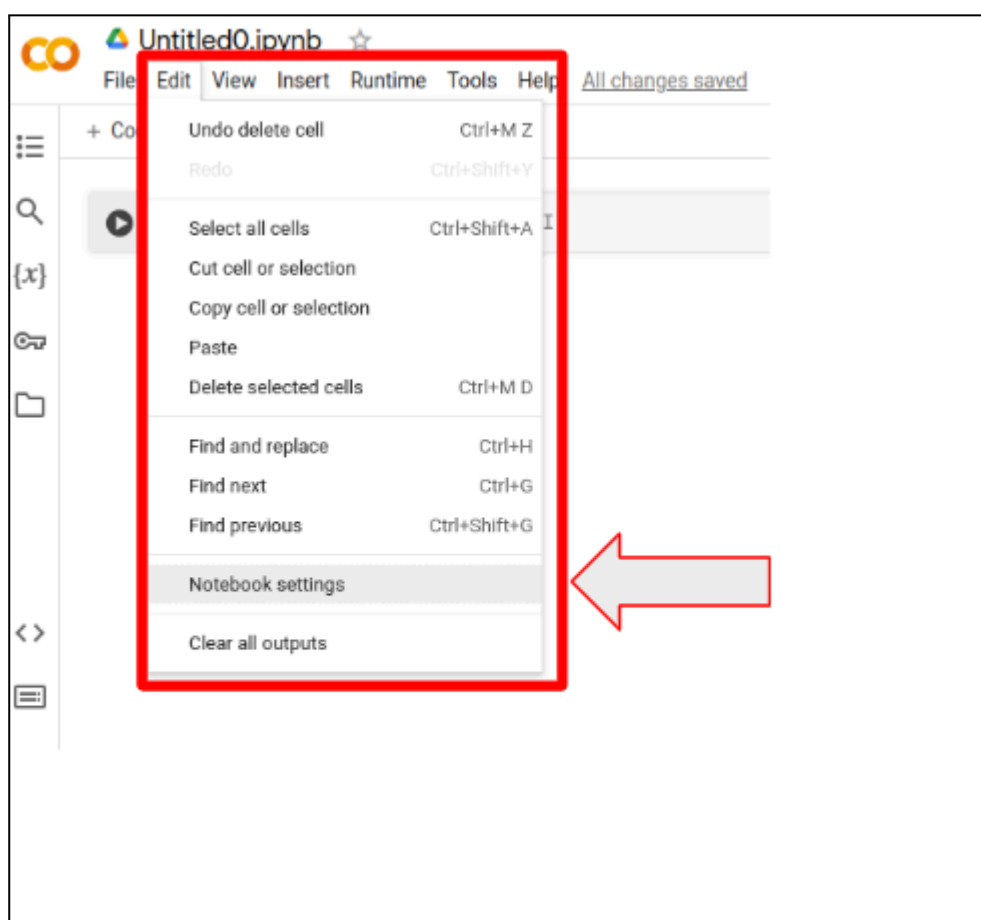 CO
Untitled0.ipynb
File Edit View Insert Runtime Tools Help All changes saved
+ Co
Undo delete cell Ctrl+M Z
Redo Ctrl+Shift+Y
Select all cells Ctrl+Shift+A
Cut cell or selection
{x}
Copy cell or selection
Paste
Delete selected cells Ctrl+M D
Find and replace Ctrl+H
Find next Ctrl+G
Find previous Ctrl+Shift+G
Notebook settings
<>
Clear all outputs